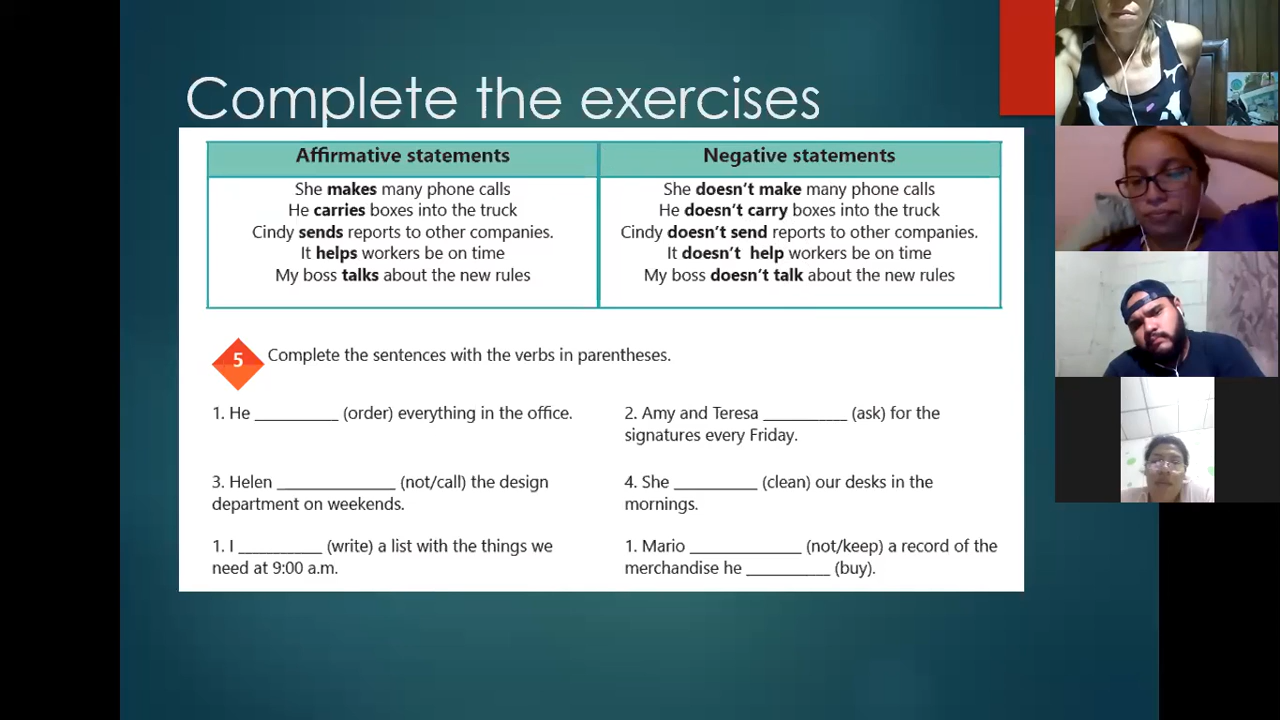 Complete the exercises
Affirmative statements
She makes many phone calls
He carries boxes into the truck
Cindy sends reports to other companies.
It helps workers be on time
My boss talks about the new rules
Negative statements
She doesn't make many phone calls
He doesn't carry boxes into the truck
Cindy doesn't send reports to other companies.
It doesn't help workers be on time
My boss doesn't talk about the new rules
5 Complete the sentences with the verbs in parentheses.
1. He __________ (order) everything in the office.
2. Amy and Teresa __________ (ask) for the
signatures every Friday.
3. Helen ______________ (not/call) the design
department on weekends.
4. She __________ (clean) our desks in the
mornings.
1. I __________ (write) a list with the things we
need at 9:00 a.m.
1. Mario _____________ (not/keep) a record of the
merchandise he __________ (buy).